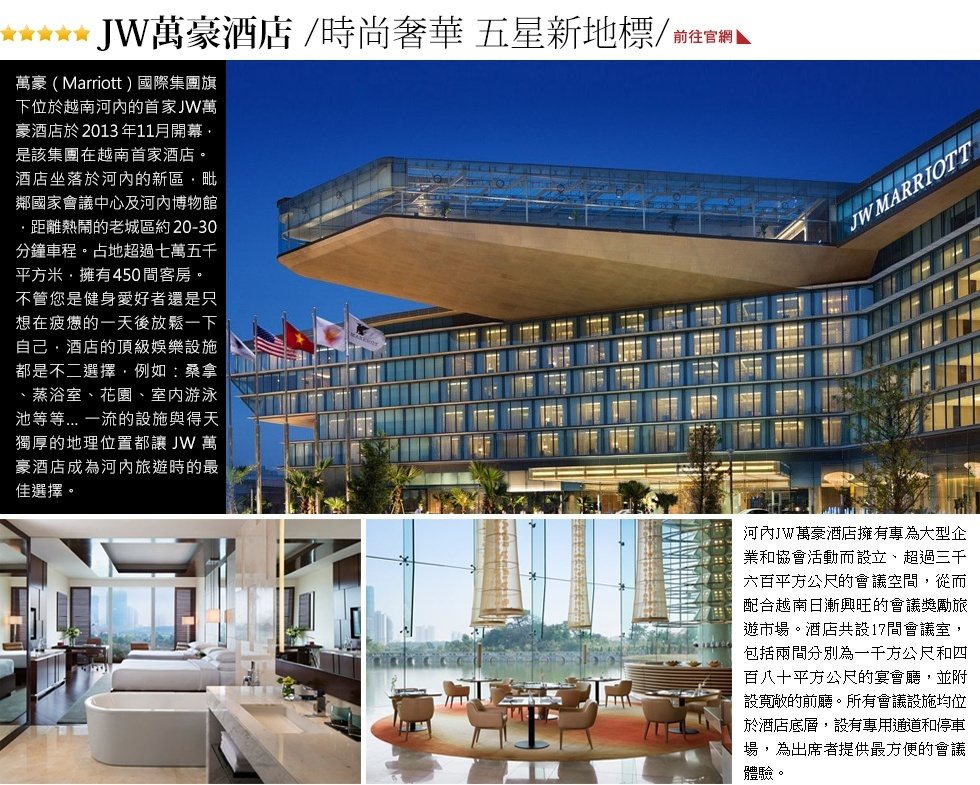 JW萬豪酒店 /時尚奢華 五星新地標/ 前往官網
萬豪（Marriott）國際集團旗
下位於越南河內的首家JW萬
豪酒店於2013年11月開幕，
是該集團在越南首家酒店。
酒店坐落於河內的新區，毗
鄰國家會議中心及河內博物館
，距離熱鬧的老城區約20-30
分鐘車程。占地超過七萬五千
平方米，擁有450間客房。
不管您是健身愛好者還是只
想在疲憊的一天後放鬆一下
自己，酒店的頂級娛樂設施
都是不二選擇，例如：桑拿
、蒸浴室、花園、室內游泳
池等等... 一流的設施與得天
獨厚的地理位置都讓 JW 萬
豪酒店成為河內旅遊時的最
佳選擇。
JW MARRIOTT
河內JW萬豪酒店擁有專為大型企
業和協會活動而設立、超過三千
六百平方公尺的會議空間，從而
配合越南日漸興旺的會議獎勵旅
遊市場。酒店共設17間會議室，
包括兩間分別為一千方公尺和四
百八十平方公尺的宴會廳，並附
設寬敞的前廳。所有會議設施均位
於酒店底層，設有專用通道和停車
場，為出席者提供最方便的會議
體驗。